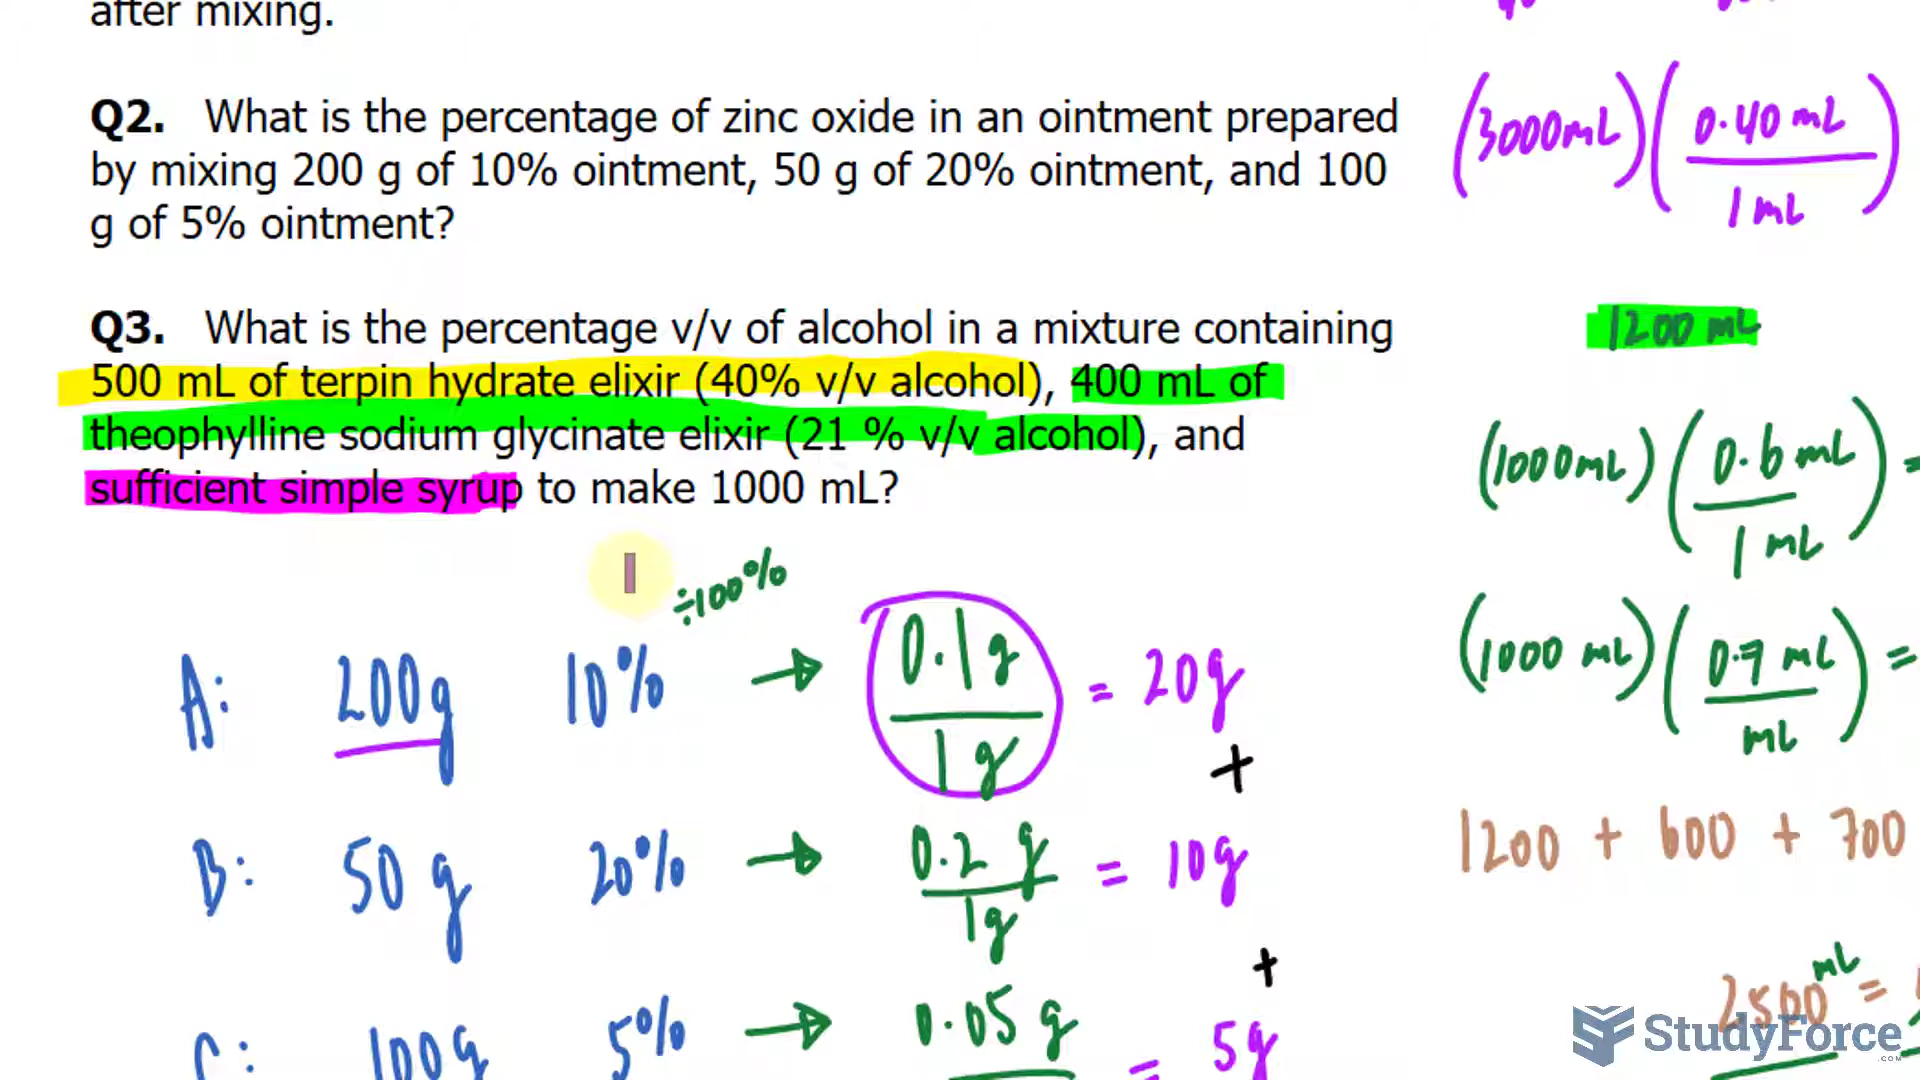 after mixing.
Q2. What is the percentage of zinc oxide in an ointment prepared
by mixing 200 g of 10% ointment, 50 g of 20% ointment, and 100
g of 5% ointment?
Q3. What is the percentage v/v of alcohol in a mixture containing
500 mL of terpin hydrate elixir (40% v/v alcohol), 400 mL of
theophylline sodium glycinate elixir (21 % v/v alcohol), and
sufficient simple syrup to make 1000 mL?
÷100%
A: 200g 10% → 0.1g = 20g
1g
+
B: 50 g 20% → 0.2 g = 10g
1g
+
C: 100g 5% → 0.05 g = 5g
(3000mL) (0.40 mL)
1 mL
1200 mL
(1000mL) (0.6 mL) =
1 mL
(1000 mL) (0.7 mL) =
mL
1200 + 600 + 700
2500 mL =
StudyForce
.COM